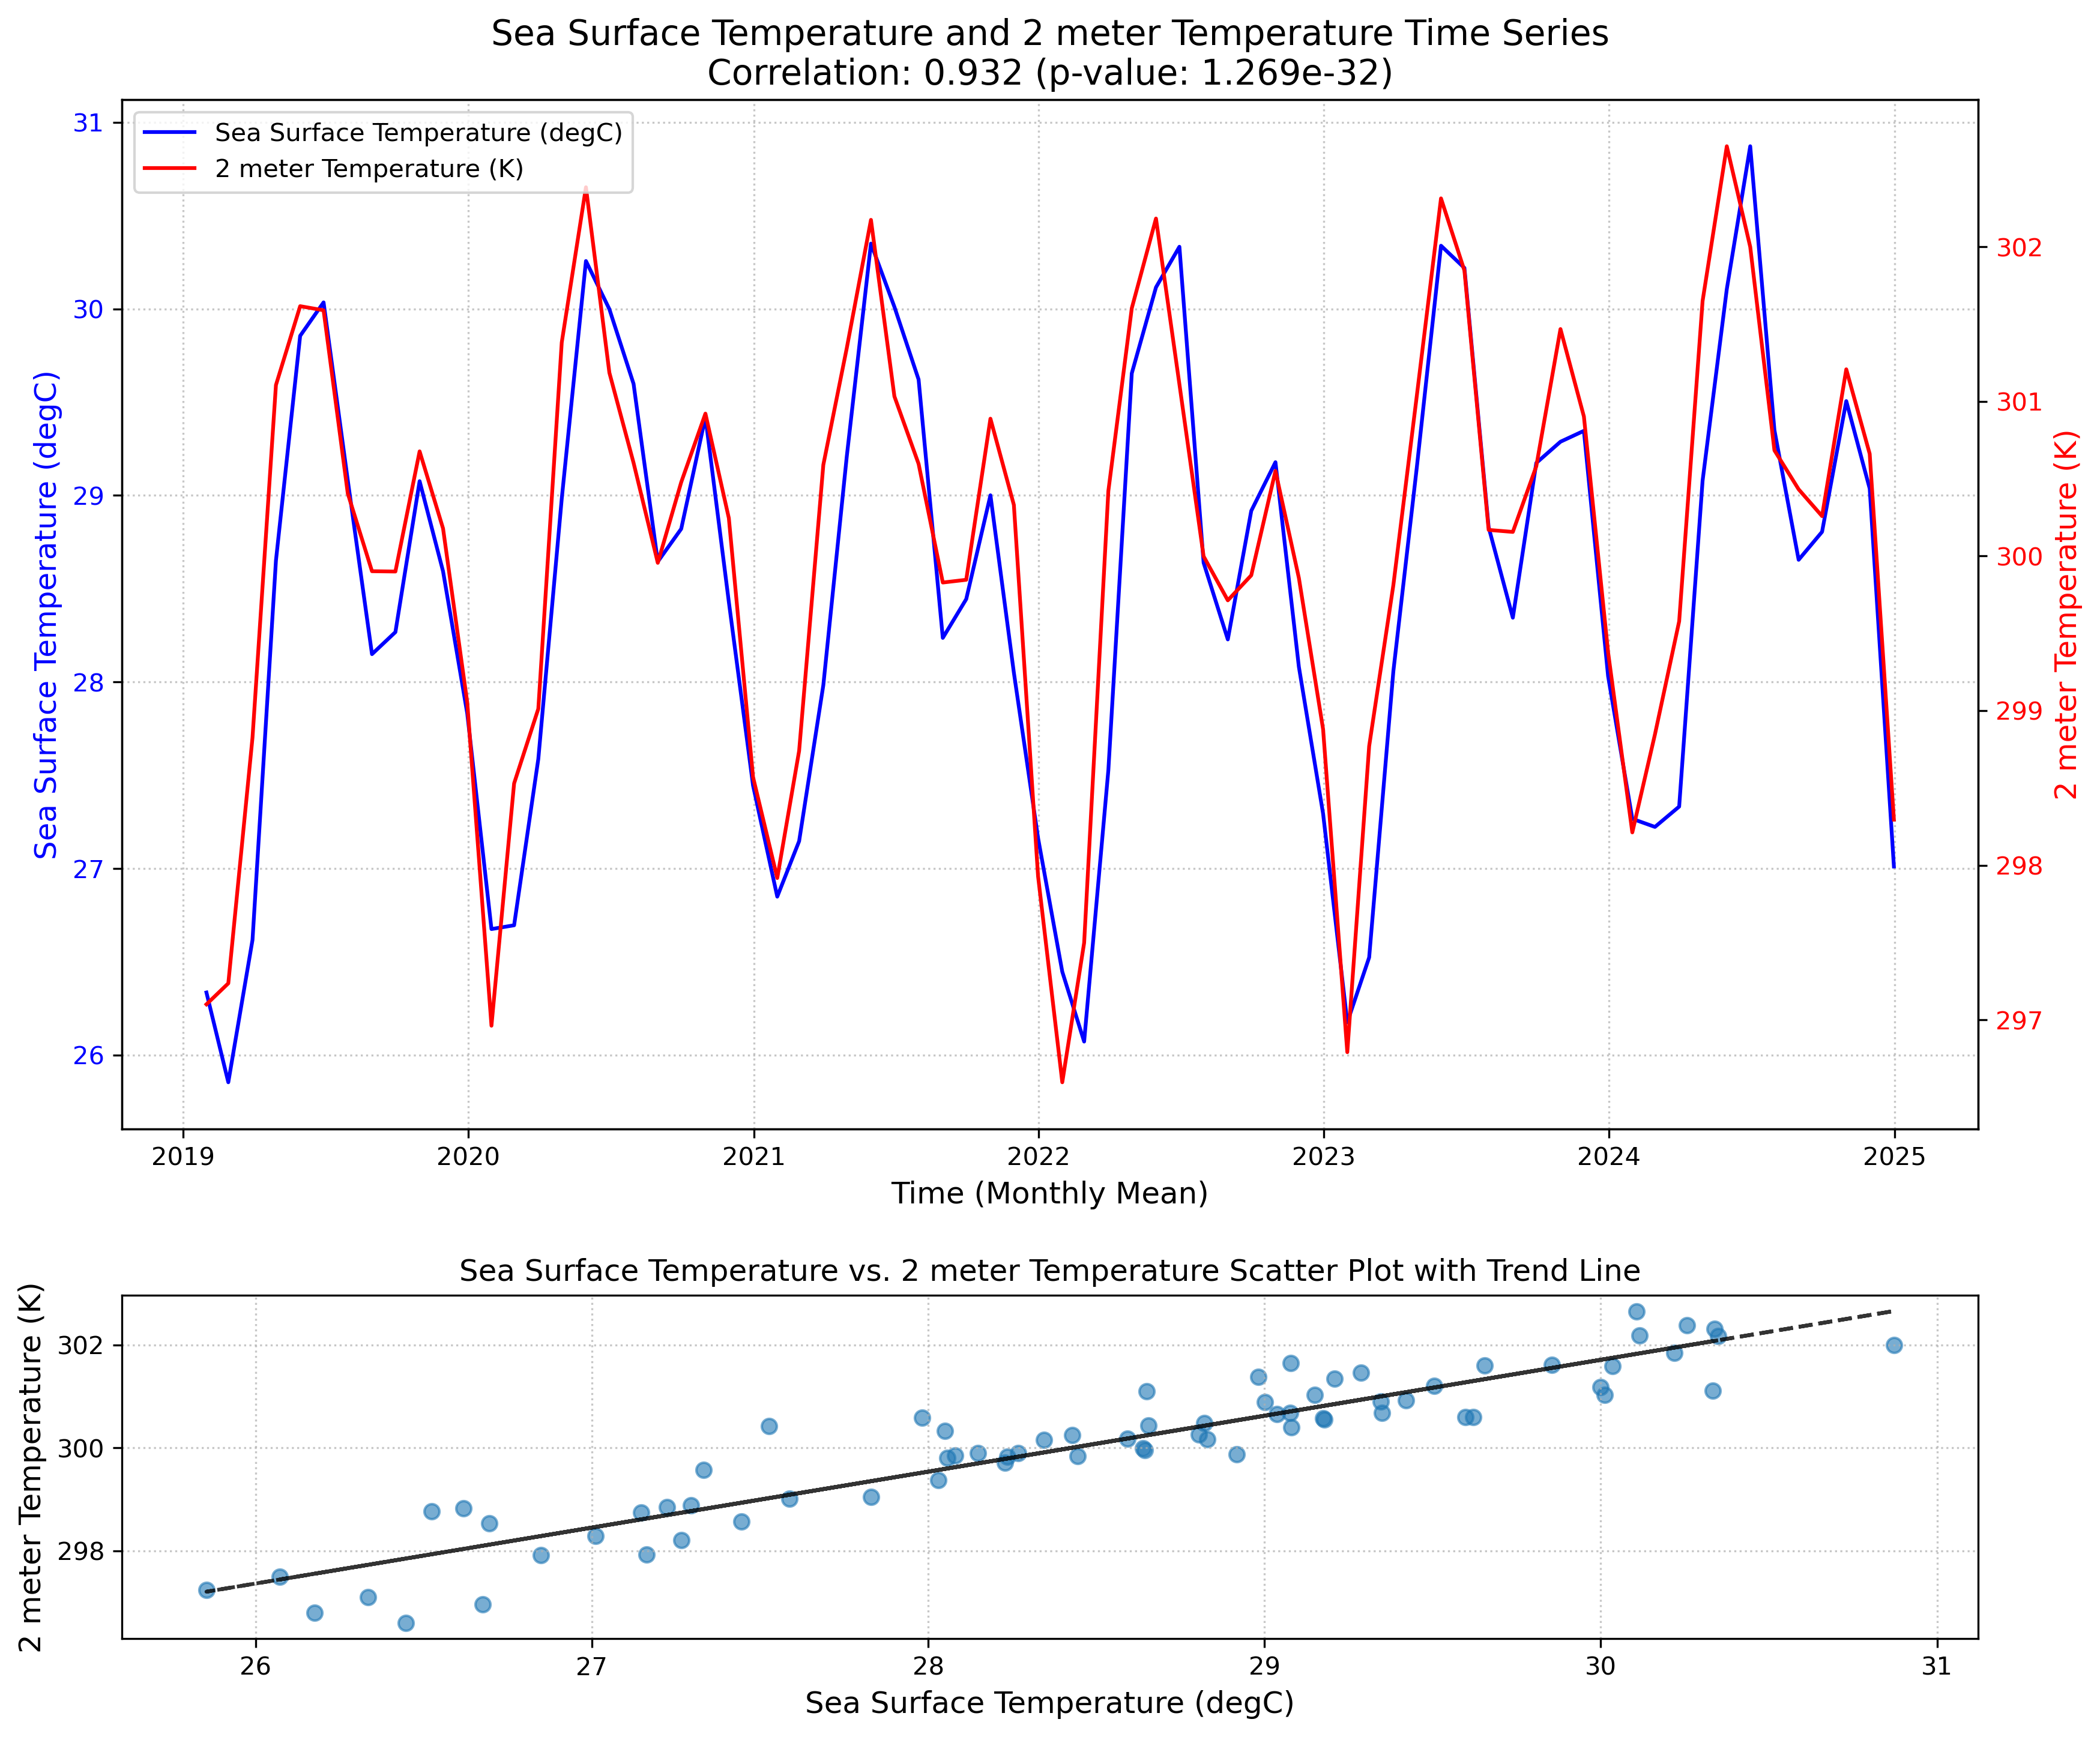 Sea Surface Temperature and 2 meter Temperature Time Series
Correlation: 0.932 (p-value: 1.269e-32)
Sea Surface Temperature (degC)
2 meter Temperature (K)
31
30
29
28
27
26
Sea Surface Temperature (degC)
302
301
300
299
298
297
2 meter Temperature (K)
2019 2020 2021 2022 2023 2024 2025
Time (Monthly Mean)
Sea Surface Temperature vs. 2 meter Temperature Scatter Plot with Trend Line
302
300
298
2 meter Temperature (K)
26 27 28 29 30 31
Sea Surface Temperature (degC)